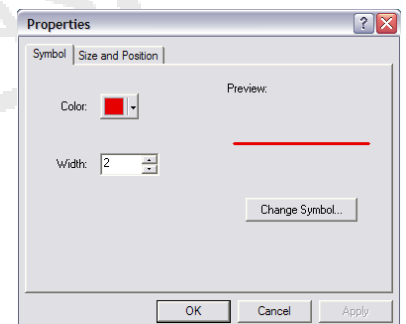 Properties
Symbol Size and Position
Preview:
Color:
Width: 2
Change Symbol...
OK Cancel Apply